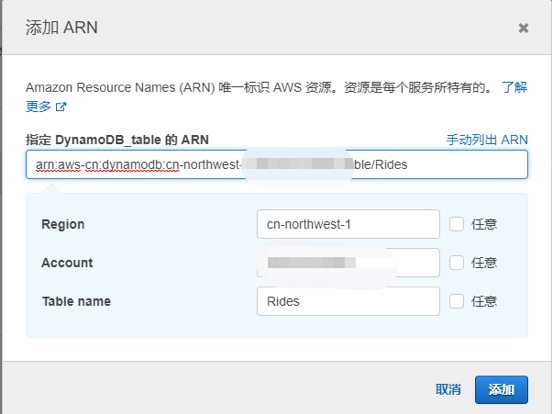 添加 ARN
Amazon Resource Names (ARN) 唯一标识 AWS 资源。资源是每个服务所持有的。 了解
更多
指定 DynamoDB_table 的 ARN 手动列出 ARN
arn:aws-cn:dynamodb:cn-northwest- ble/Rides
Region cn-northwest-1 任意
Account 任意
Table name Rides 任意
取消 添加